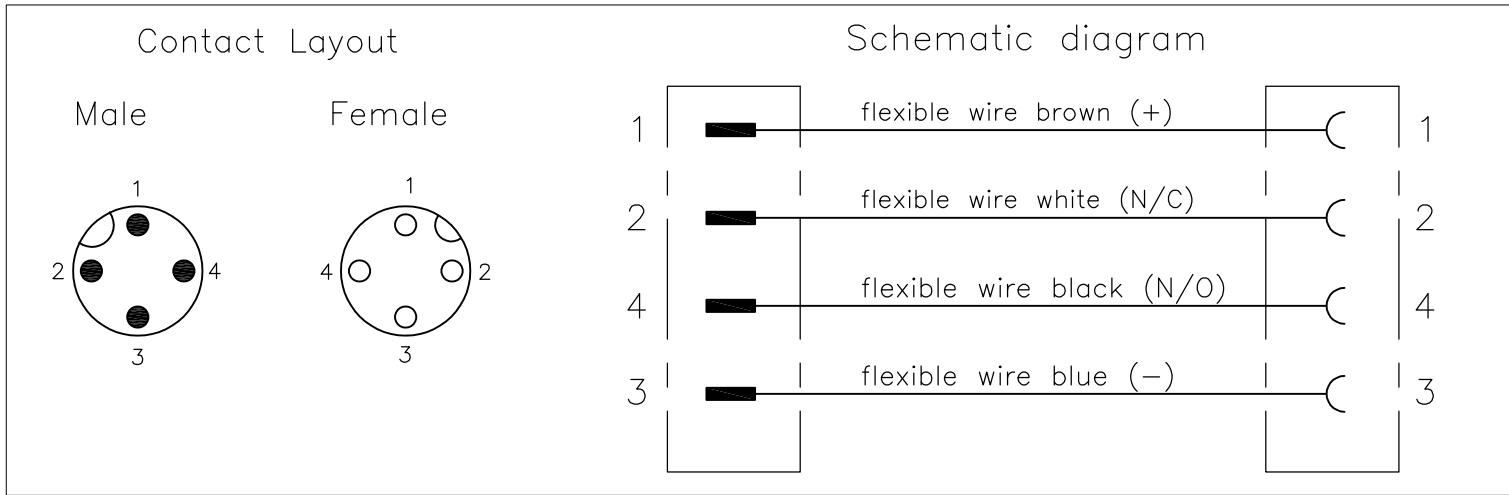 Contact Layout
Male
Female
1
2
4
3
1
4
2
3
Schematic diagram
1 flexible wire brown (+) 1
2 flexible wire white (N/C) 2
4 flexible wire black (N/O) 4
3 flexible wire blue (−) 3